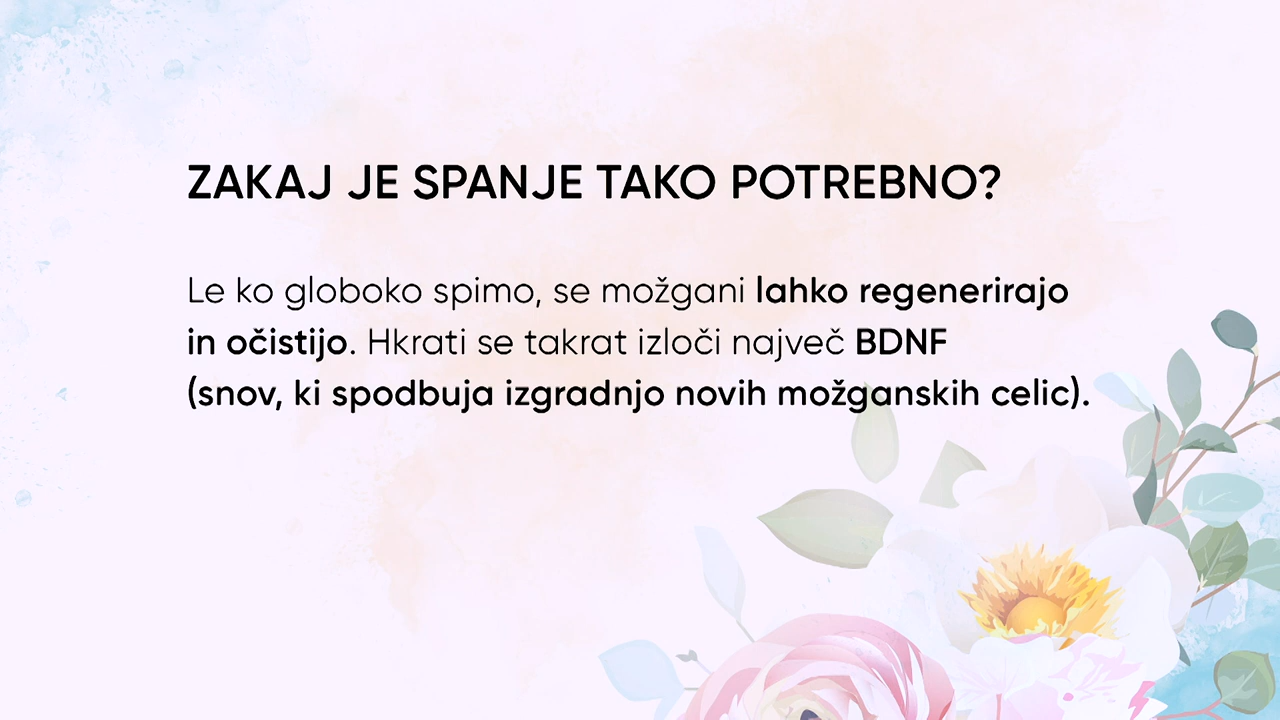 ZAKAJ JE SPANJE TAKO POTREBNO?
Le ko globoko spimo, se možgani lahko regenerirajo
in očistijo. Hkrati se takrat izloči največ BDNF
(snov, ki spodbuja izgradnjo novih možganskih celic).